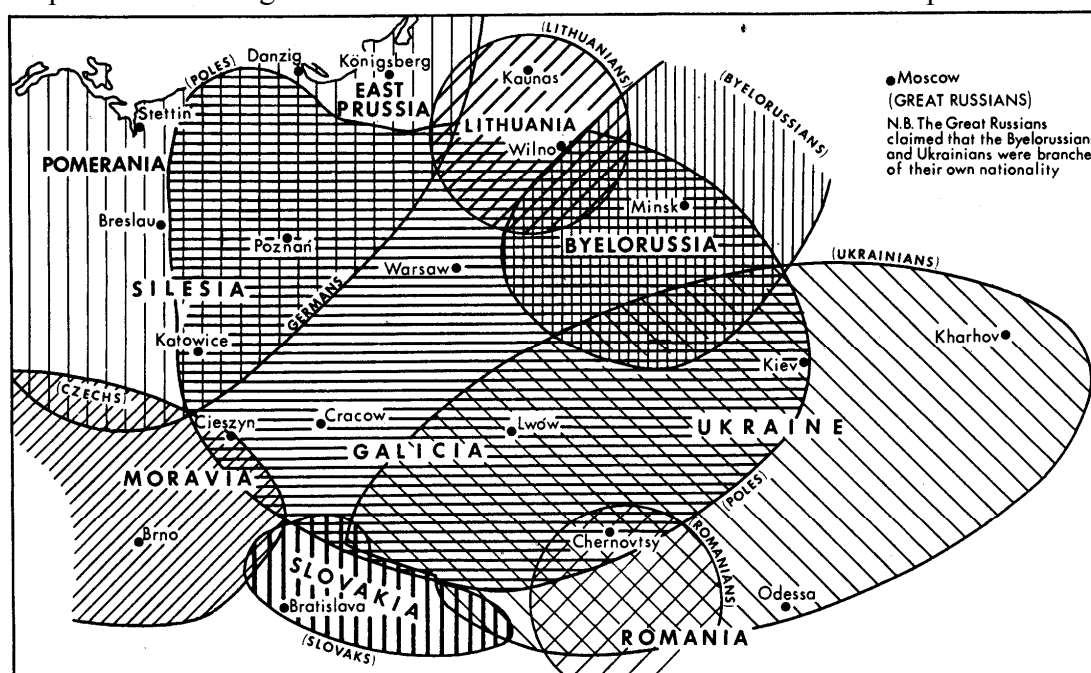 (POLES)
Danzig
Königsberg
EAST
PRUSSIA
(LITHUANIANS)
Kaunas
LITHUANIA
Wilno
(BYELORUSSIANS)
Moscow
(GREAT RUSSIANS)
N.B. The Great Russians
claimed that the Byelorussian
and Ukrainians were branche
of their own nationality
Stettin
POMERANIA
Breslau
Poznań
Minsk
BYELORUSSIA
Warsaw
(UKRAINIANS)
SILESIA
GERMANS
Katowice
Kharhov
Kiev
(CZECHS)
Cieszyn
Cracow
Lwów
UKRAINE
GALICIA
MORAVIA
(POLES)
Brno
Chernovtsy
(ROMANIANS)
SLOVAKIA
Bratislava
Odessa
ROMANIA
(SLOVAKS)